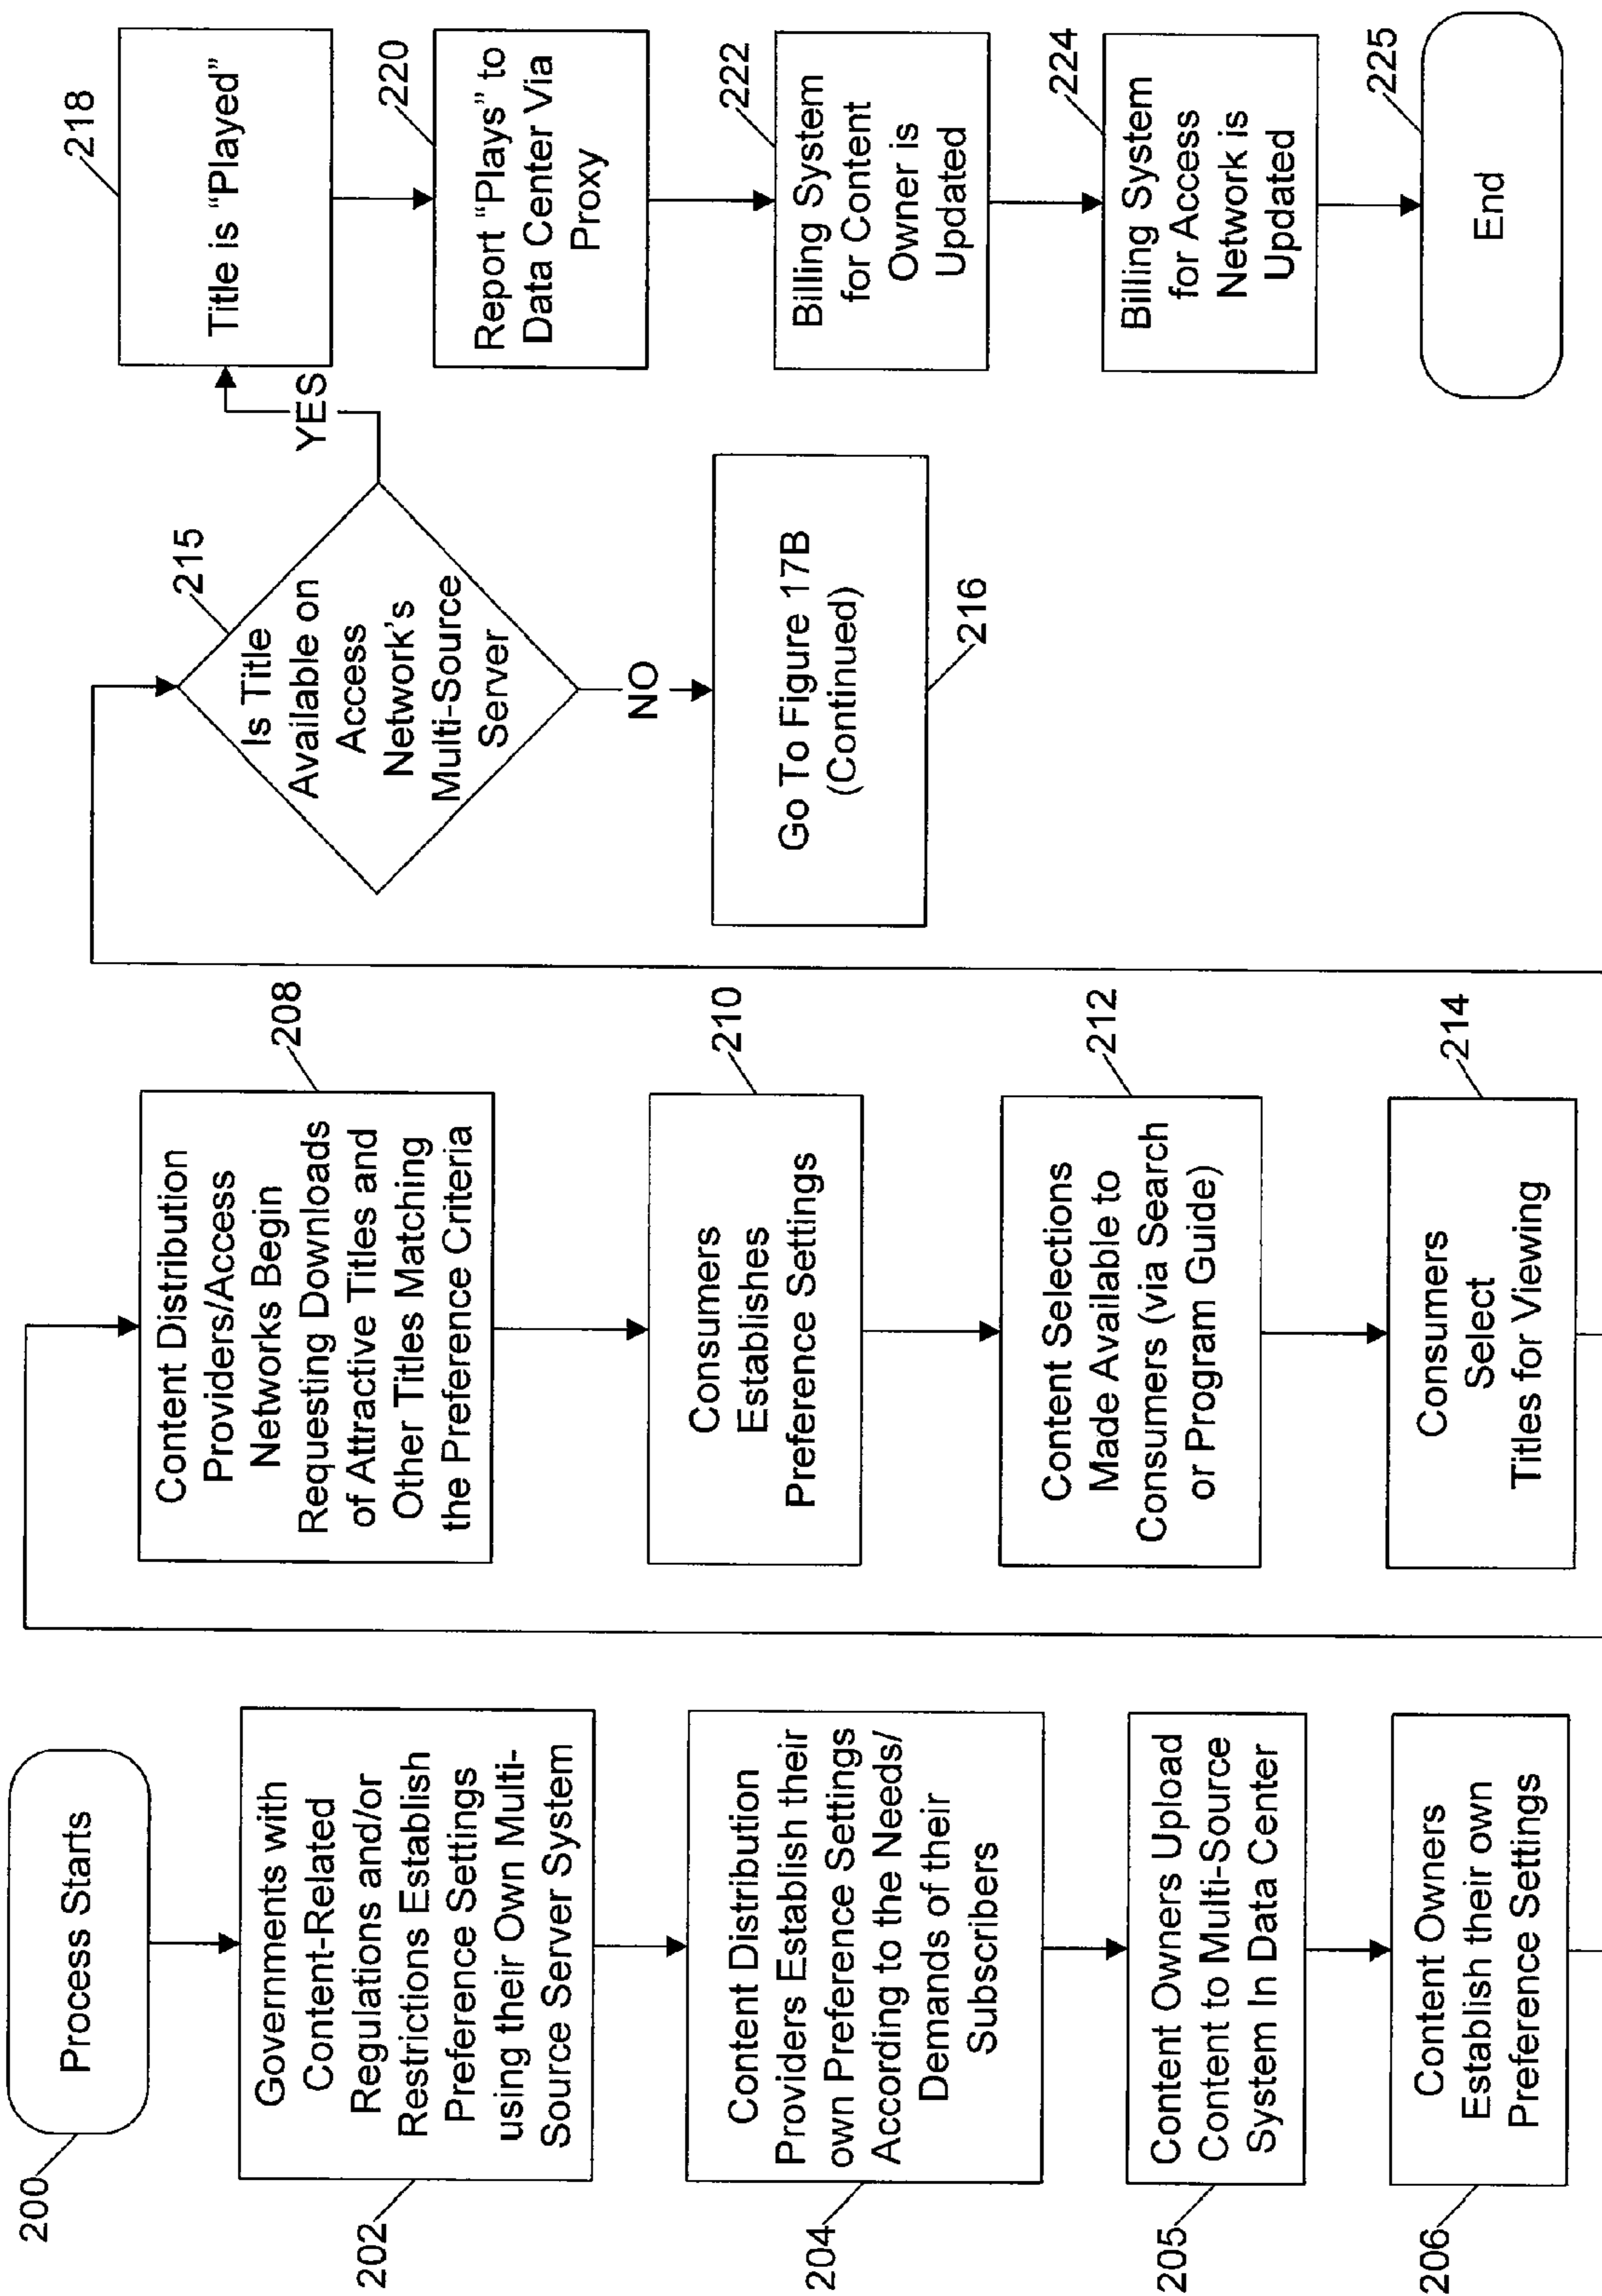 200
Process Starts
202
Governments with
Content-Related
Regulations and/or
Restrictions Establish
Preference Settings
using their Own Multi-
Source Server System
204
Content Distribution
Providers Establish their
own Preference Settings
According to the Needs/
Demands of their
Subscribers
205
Content Owners Upload
Content to Multi-Source
System In Data Center
206
Content Owners
Establish their own
Preference Settings
208
Content Distribution
Providers/Access
Networks Begin
Requesting Downloads
of Attractive Titles and
Other Titles Matching
the Preference Criteria
210
Consumers
Establishes
Preference Settings
212
Content Selections
Made Available to
Consumers (via Search
or Program Guide)
214
Consumers
Select
Titles for Viewing
215
Is Title
Available on
Access
Network's
Multi-Source
Server
YES
NO
Go To Figure 17B
(Continued)
216
218
Title is “Played”
220
Report “Plays” to
Data Center Via
Proxy
222
Billing System
for Content
Owner is
Updated
224
Billing System
for Access
Network is
Updated
225
End